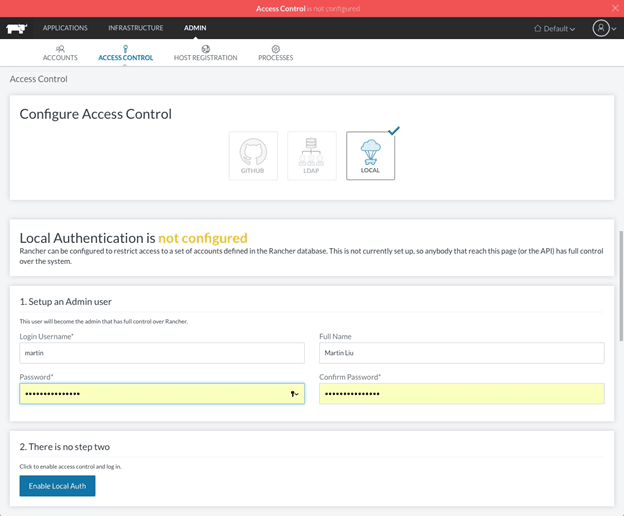 Access Control is not configured
APPLICATIONS INFRASTRUCTURE ADMIN Default
ACCOUNTS ACCESS CONTROL HOST REGISTRATION PROCESSES
Access Control
Configure Access Control
GITHUB LDAP LOCAL
Local Authentication is not configured
Rancher can be configured to restrict access to a set of accounts defined in the Rancher database. This is not currently set up, so anybody that reach this page (or the API) has full control
over the system.
1. Setup an Admin user
This user will become the admin that has full control over Rancher.
Login Username* Full Name
martin Martin Liu
Password* Confirm Password*
••••••••••••••• •••••••••••••••
2. There is no step two
Click to enable access control and log in.
Enable Local Auth